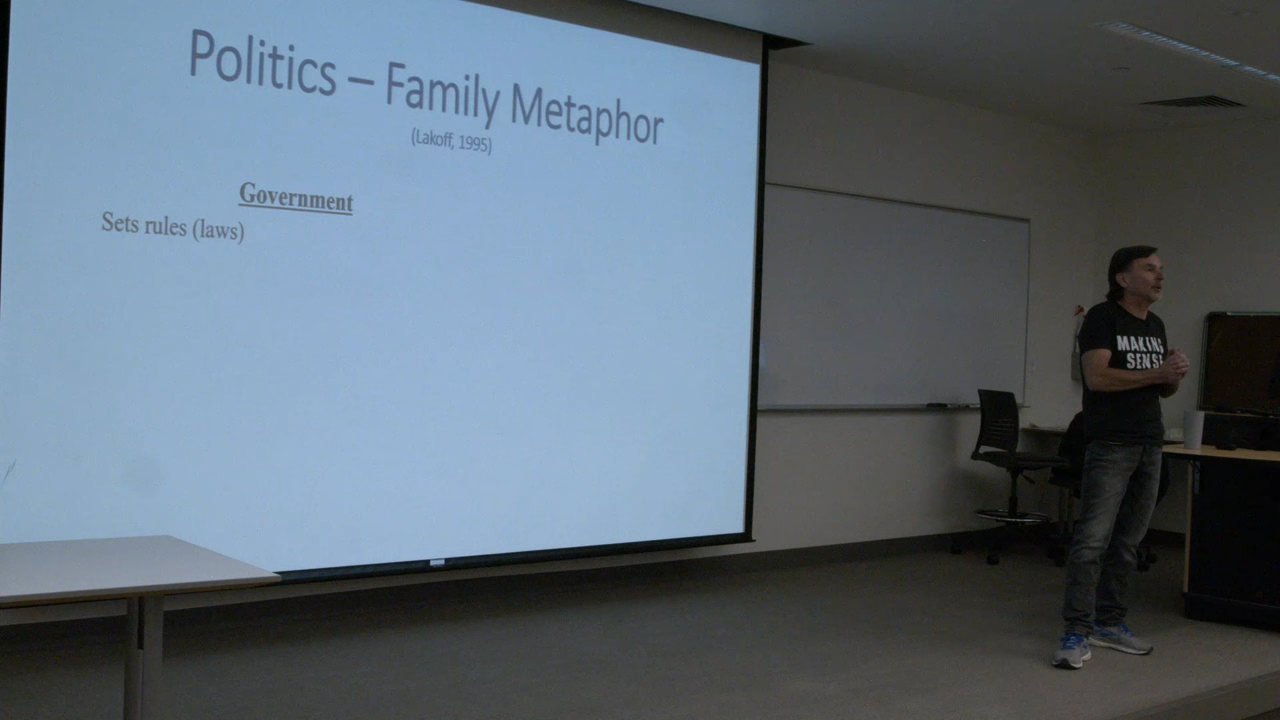 Politics – Family Metaphor
(Lakoff, 1995)
Government
Sets rules (laws)
MAKING
SENSE